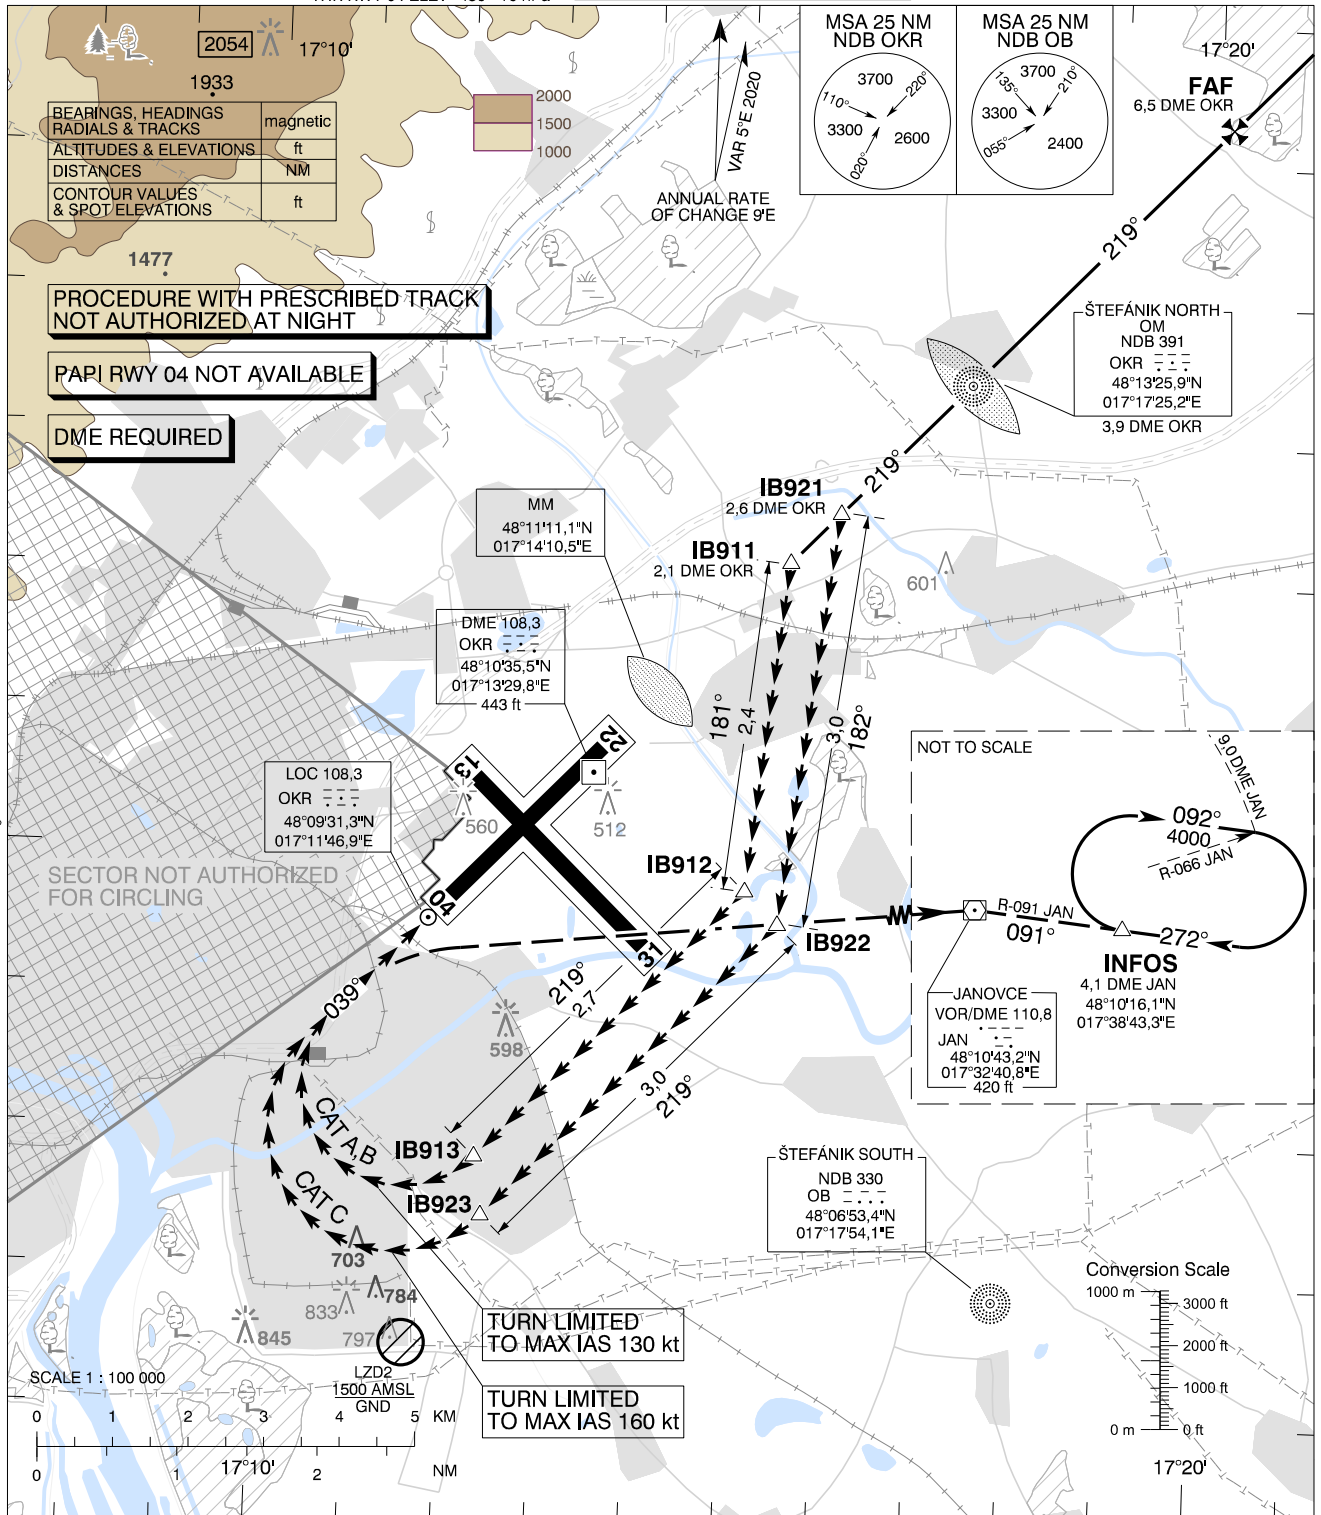 2054
17°10'
1933
BEARINGS, HEADINGS RADIALS & TRACKS magnetic
ALTITUDES & ELEVATIONS ft
DISTANCES NM
CONTOUR VALUES & SPOT ELEVATIONS ft
1477
2000
1500
1000
VAR 5°E 2020
ANNUAL RATE
OF CHANGE 9'E
MSA 25 NM
NDB OKR
3700
110°
220°
3300
2600
020°
MSA 25 NM
NDB OB
3700
135°
210°
3300
055°
2400
17°20'
FAF
6,5 DME OKR
219°
PROCEDURE WITH PRESCRIBED TRACK
NOT AUTHORIZED AT NIGHT
PAPI RWY 04 NOT AVAILABLE
DME REQUIRED
ŠTEFÁNIK NORTH
OM
NDB 391
OKR
48°13'25,9"N
017°17'25,2"E
3,9 DME OKR
219°
IB921
2,6 DME OKR
MM
48°11'11,1"N
017°14'10,5"E
IB911
2,1 DME OKR
601
DME 108,3
OKR
48°10'35,5"N
017°13'29,8"E
443 ft
181°
2,4
3,0
182°
LOC 108,3
OKR
48°09'31,3"N
017°11'46,9"E
13
22
560
512
04
31
SECTOR NOT AUTHORIZED
FOR CIRCLING
IB912
IB922
NOT TO SCALE
9,0 DME JAN
092°
4000
R-066 JAN
R-091 JAN
091°
272°
INFOS
4,1 DME JAN
48°10'16,1"N
017°38'43,3"E
JANOVCE
VOR/DME 110,8
JAN
48°10'43,2"N
017°32'40,8"E
420 ft
039°
219°
2,7
598
3,0
219°
CAT A,B
CAT C
IB913
IB923
ŠTEFÁNIK SOUTH
NDB 330
OB
48°06'53,4"N
017°17'54,1"E
703
784
833
797
845
LZD2
1500 AMSL
GND
TURN LIMITED
TO MAX IAS 130 kt
TURN LIMITED
TO MAX IAS 160 kt
Conversion Scale
1000 m
3000 ft
2000 ft
1000 ft
0 m
0 ft
SCALE 1 : 100 000
0 1 2 3 4 5 KM
0 1 2 NM
17°10'
17°20'